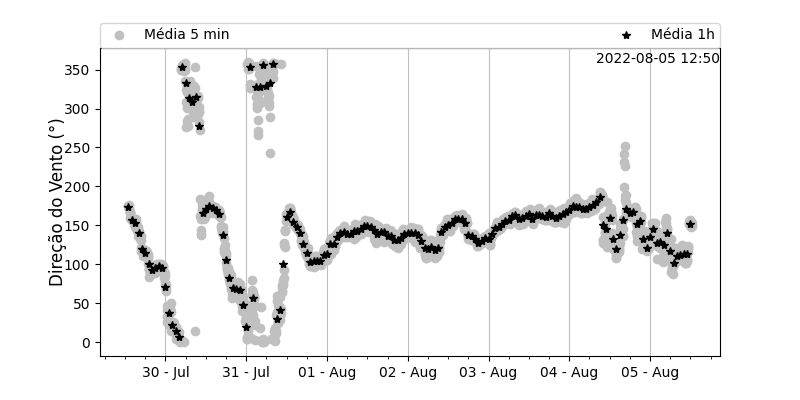 Média 5 min
Média 1h
2022-08-05 12:50
Direção do Vento (°)
350
300
250
200
150
100
50
0
30 - Jul
31 - Jul
01 - Aug
02 - Aug
03 - Aug
04 - Aug
05 - Aug